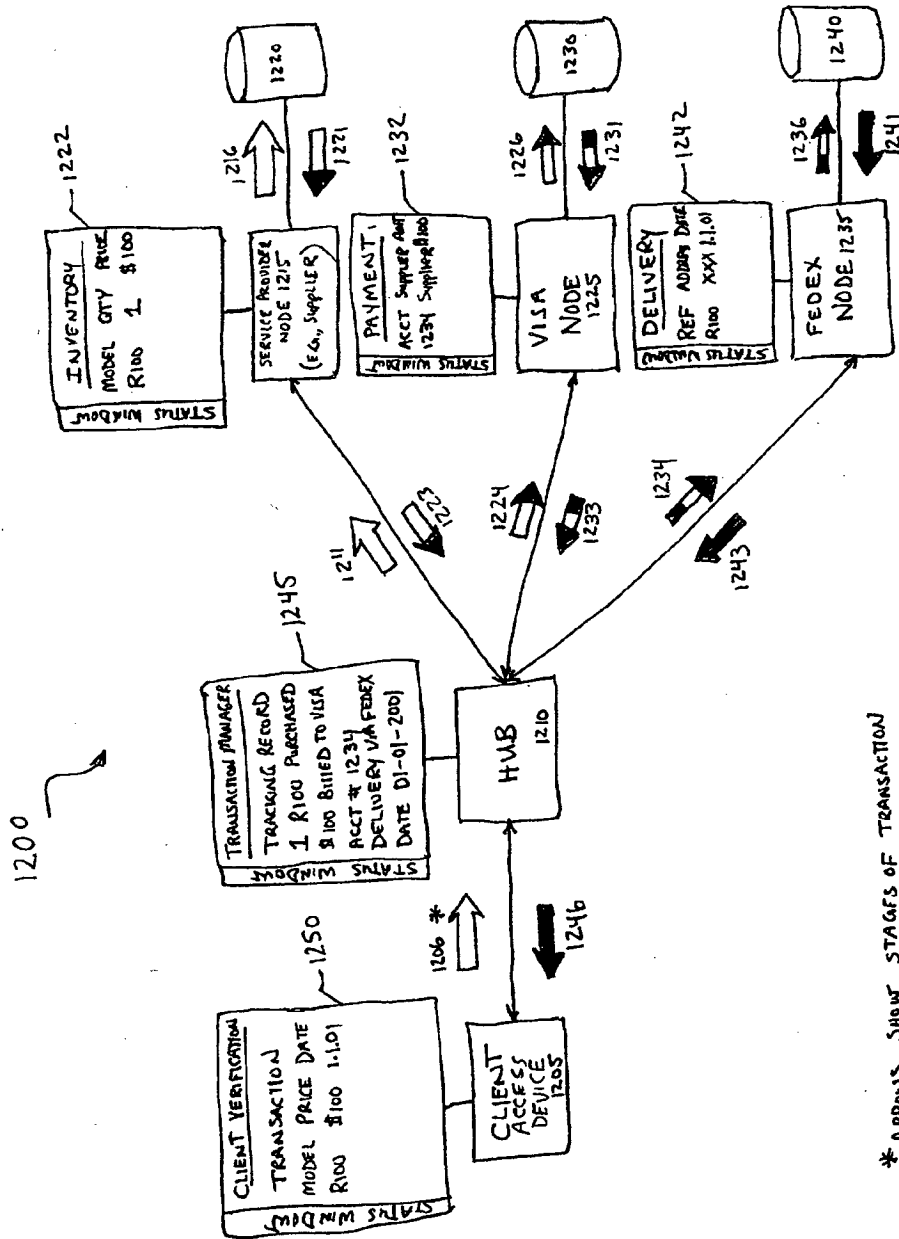 1200
CLIENT VERIFICATION
TRANSACTION
MODEL PRICE DATE
R100 $100 1.1.01
STATUS WINDOW
1250
CLIENT
ACCESS
DEVICE
1205
1206 *
1246
TRANSACTION MANAGER
TRACKING RECORD
1 R100 PURCHASED
$100 BILLED TO VISA
ACCT # 1234
DELIVERY VIA FEDEX
DATE 01-01-2001
STATUS WINDOW
1245
HUB
1210
1211
1223
1224
1233
1234
1243
INVENTORY
MODEL QTY PRICE
R100 1 $100
STATUS WINDOW
1222
SERVICE PROVIDER
NODE 1215
(E.G., SUPPLIER)
1216
1221
1220
PAYMENT
ACCT SUPPLIER AMT
1234 SUPPLIER $100
STATUS WINDOW
1232
VISA
NODE
1225
1226
1231
1230
DELIVERY
REF ADDRESS DATE
R100 XXX 1.1.01
STATUS WINDOW
1242
FEDEX
NODE 1235
1236
1241
1240
* ARROWS SHOW STAGES OF TRANSACTION